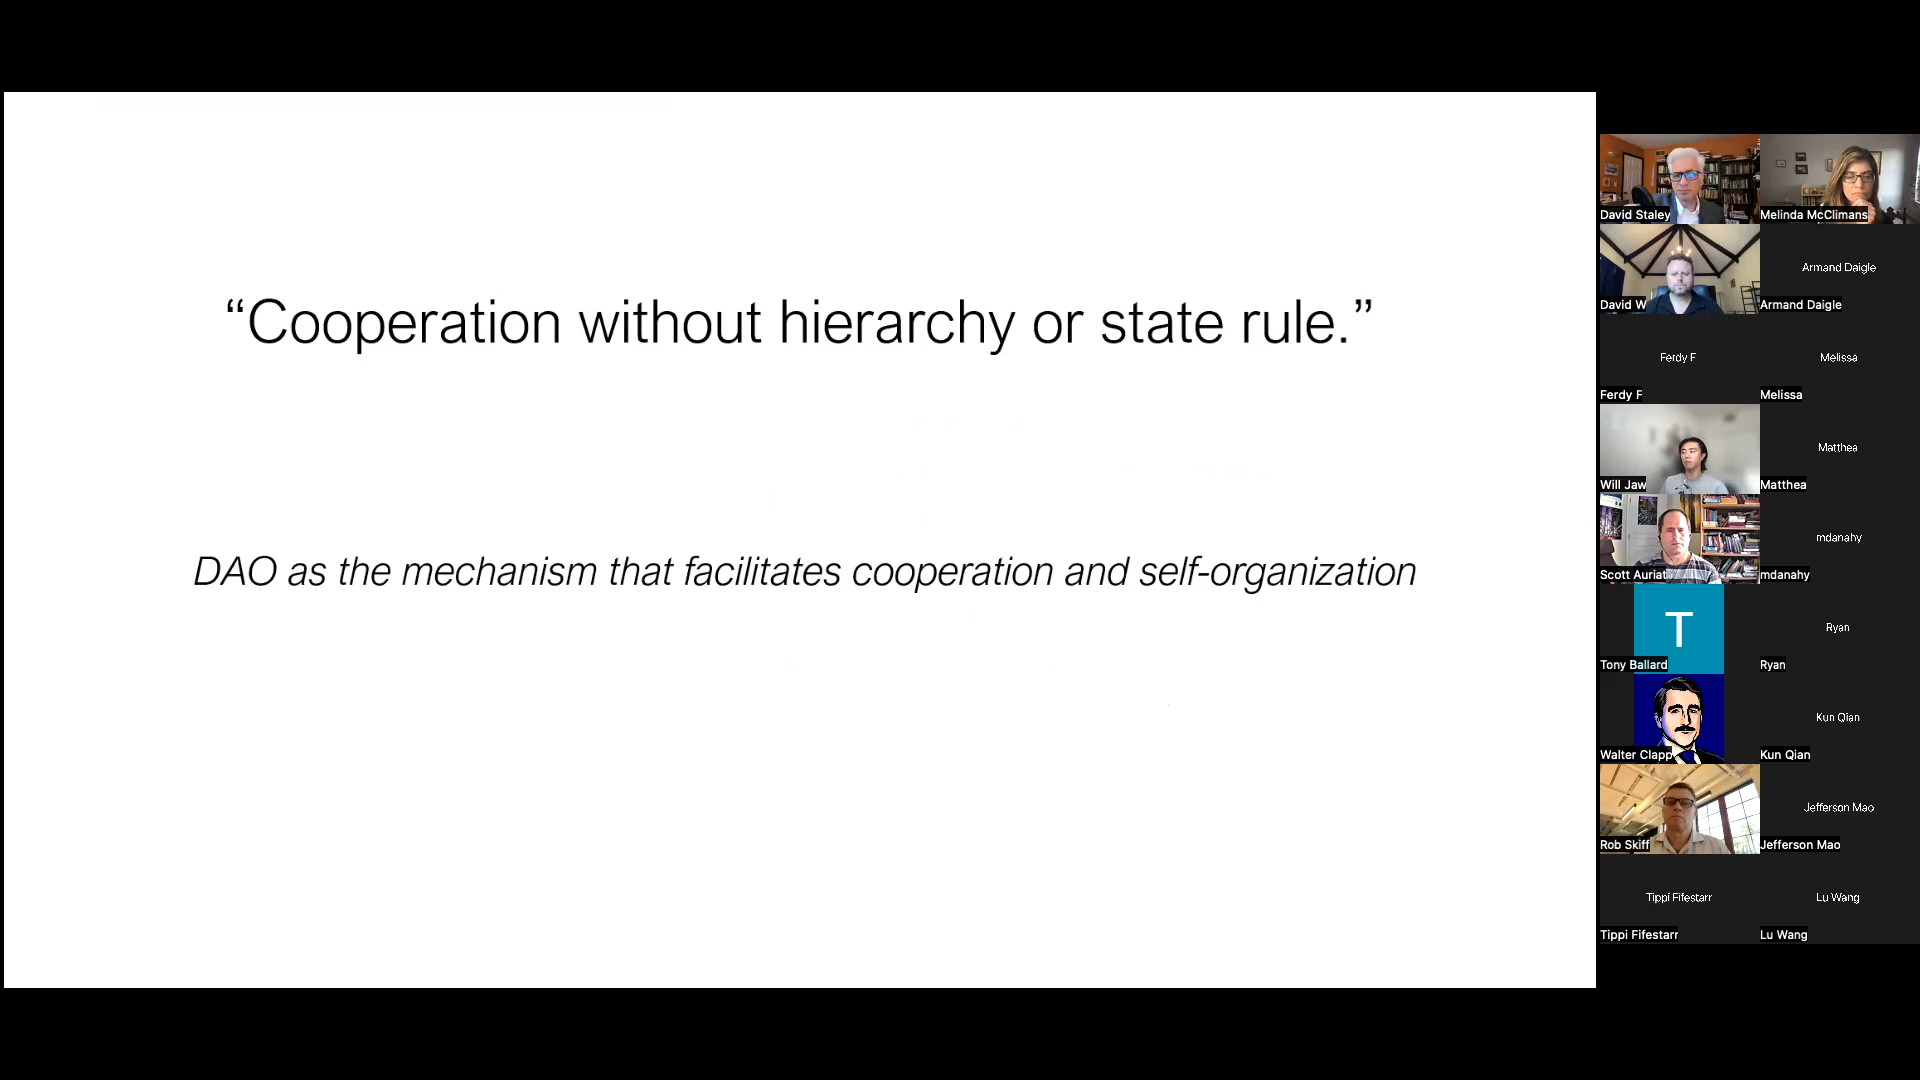 “Cooperation without hierarchy or state rule.”
DAO as the mechanism that facilitates cooperation and self-organization
David Staley
Melinda McClimans
David W
Armand Daigle
Armand Daigle
Ferdy F
Ferdy F
Melissa
Melissa
Will Jaw
Matthea
Matthea
Scott Auriat
mdanahy
mdanahy
T
Tony Ballard
Ryan
Ryan
Walter Clapp
Kun Qian
Kun Qian
Rob Skiff
Jefferson Mao
Jefferson Mao
Tippi Fifestarr
Tippi Fifestarr
Lu Wang
Lu Wang